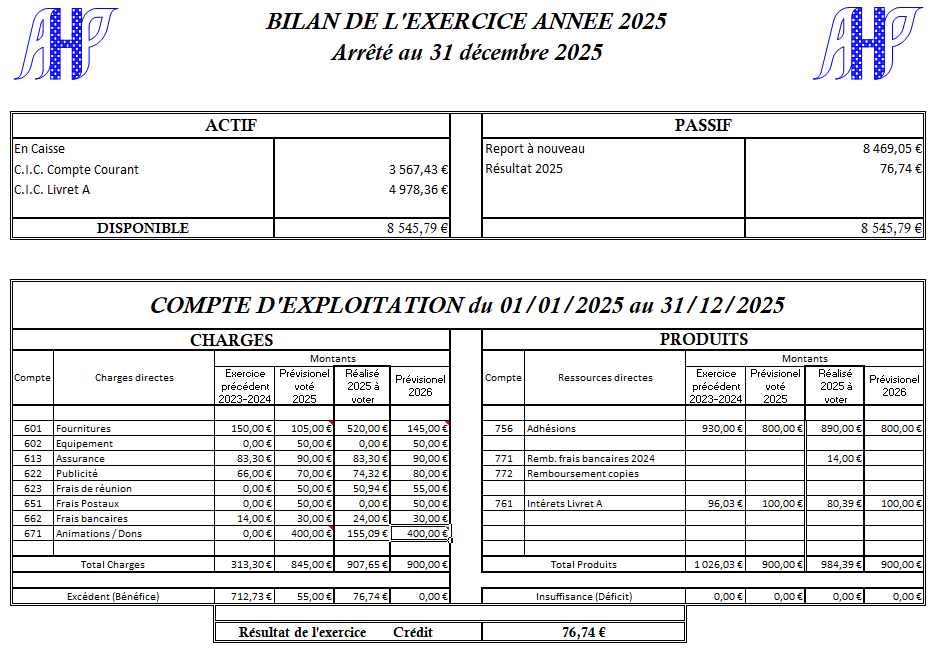 AHP
BILAN DE L'EXERCICE ANNEE 2025
AHP
Arrêté au 31 décembre 2025
ACTIF PASSIF
En Caisse Report à nouveau 8 469,05 €
C.I.C. Compte Courant 3 567,43 € Résultat 2025 76,74 €
C.I.C. Livret A 4 978,36 €
DISPONIBLE 8 545,79 € 8 545,79 €
COMPTE D'EXPLOITATION du 01/01/2025 au 31/12/2025
CHARGES PRODUITS
Compte Charges directes Montants Compte Ressources directes Montants
Exercice précédent 2023-2024 Prévisionel voté 2025 Réalisé 2025 à voter Prévisionel 2026 Exercice précédent 2023-2024 Prévisionel voté 2025 Réalisé 2025 à voter Prévisionel 2026
601 Fournitures 150,00 € 105,00 € 520,00 € 145,00 € 756 Adhésions 930,00 € 800,00 € 890,00 € 800,00 €
602 Equipement 0,00 € 50,00 € 0,00 € 50,00 €
613 Assurance 83,30 € 90,00 € 83,30 € 90,00 € 771 Remb. frais bancaires 2024 14,00 €
622 Publicité 66,00 € 70,00 € 74,32 € 80,00 € 772 Remboursement copies
623 Frais de réunion 0,00 € 50,00 € 50,94 € 55,00 €
651 Frais Postaux 0,00 € 50,00 € 0,00 € 50,00 € 761 Intérets Livret A 96,03 € 100,00 € 80,39 € 100,00 €
662 Frais bancaires 14,00 € 30,00 € 24,00 € 30,00 €
671 Animations / Dons 0,00 € 400,00 € 155,09 € 400,00 €
Total Charges 313,30 € 845,00 € 907,65 € 900,00 € Total Produits 1 026,03 € 900,00 € 984,39 € 900,00 €
Excédent (Bénéfice) 712,73 € 55,00 € 76,74 € 0,00 € Insuffisance (Déficit) 0,00 € 0,00 € 0,00 € 0,00 €
Résultat de l'exercice Crédit 76,74 €